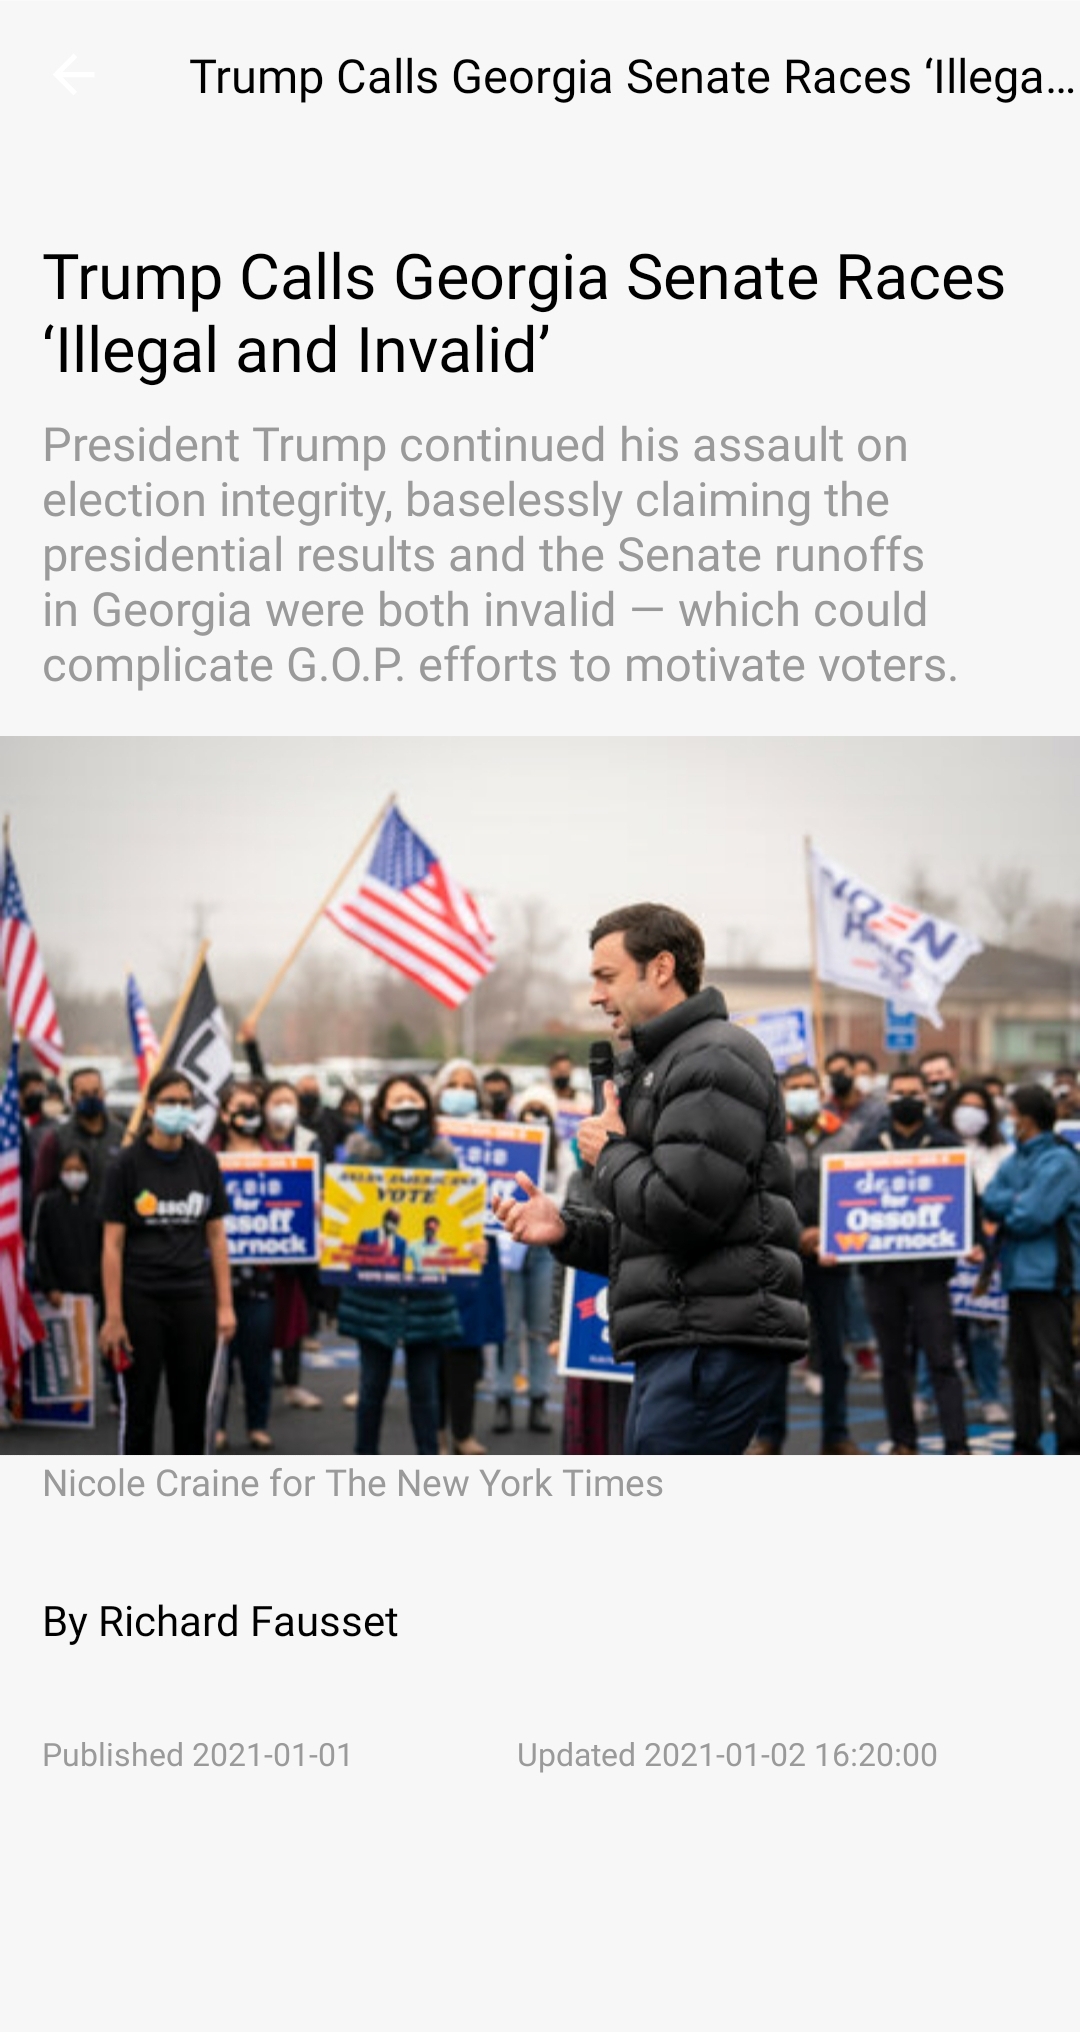 Trump Calls Georgia Senate Races ‘Illega…
Trump Calls Georgia Senate Races
‘Illegal and Invalid’
President Trump continued his assault on
election integrity, baselessly claiming the
presidential results and the Senate runoffs
in Georgia were both invalid — which could
complicate G.O.P. efforts to motivate voters.
VOTE
for
Ossoff
Warnock
Nicole Craine for The New York Times
By Richard Fausset
Published 2021-01-01 Updated 2021-01-02 16:20:00